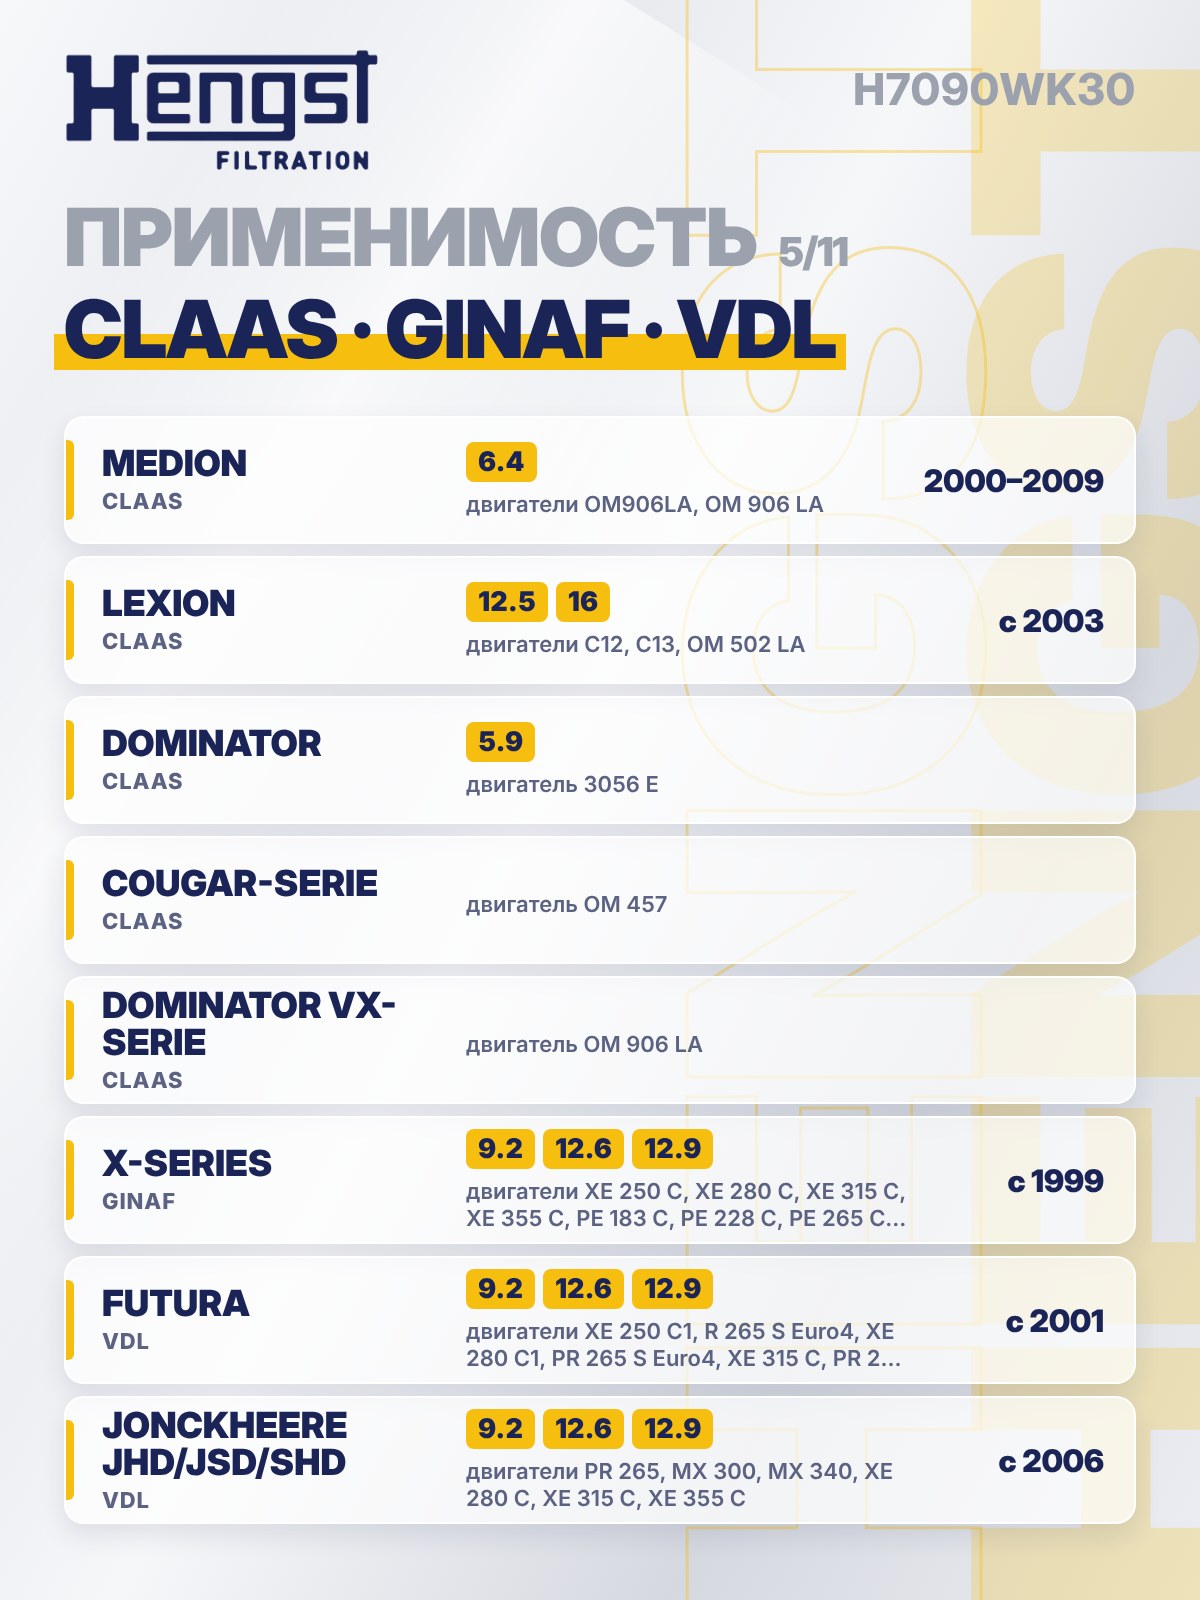 Hengst
FILTRATION
H7090WK30
ПРИМЕНИМОСТЬ 5/11
CLAAS · GINAF · VDL
MEDION
CLAAS
6.4
двигатели OM906LA, OM 906 LA
2000–2009
LEXION
CLAAS
12.5 16
двигатели C12, C13, OM 502 LA
с 2003
DOMINATOR
CLAAS
5.9
двигатель 3056 E
COUGAR-SERIE
CLAAS
двигатель OM 457
DOMINATOR VX-
SERIE
CLAAS
двигатель OM 906 LA
X-SERIES
GINAF
9.2 12.6 12.9
двигатели XE 250 C, XE 280 C, XE 315 C,
XE 355 C, PE 183 C, PE 228 C, PE 265 C...
с 1999
FUTURA
VDL
9.2 12.6 12.9
двигатели XE 250 C1, R 265 S Euro4, XE
280 C1, PR 265 S Euro4, XE 315 C, PR 2...
с 2001
JONCKHEERE
JHD/JSD/SHD
VDL
9.2 12.6 12.9
двигатели PR 265, MX 300, MX 340, XE
280 C, XE 315 C, XE 355 C
с 2006
HENGST
HENGST